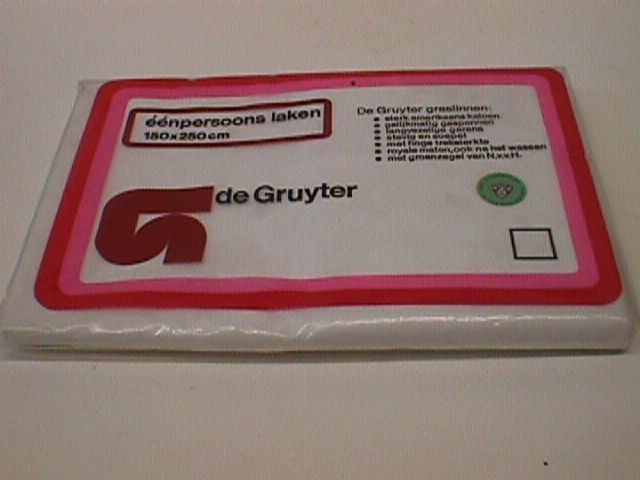 éénpersoons laken
150x250cm
De Gruyter graslinnen:
• sterk amerikaans katoen
• gelijkmatig gesponnen
• langvezelige garens
• stevig en soepel
• met hoge treksterkte
• royale maten,ook na het wassen
• met groenzegel van N.v.v.H.
de Gruyter